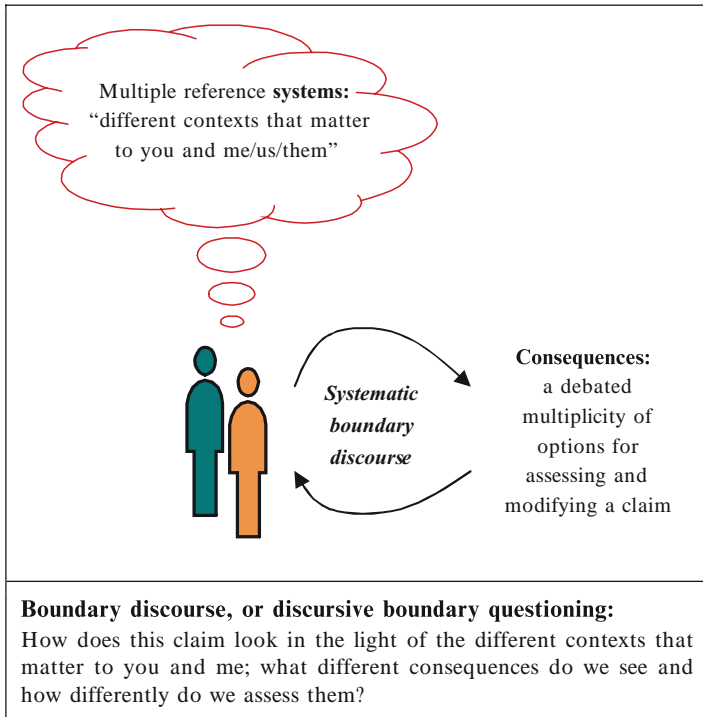 Multiple reference systems:
“different contexts that matter
to you and me/us/them”
Systematic
boundary
discourse
Consequences:
a debated
multiplicity of
options for
assessing and
modifying a claim
Boundary discourse, or discursive boundary questioning:
How does this claim look in the light of the different contexts that
matter to you and me; what different consequences do we see and
how differently do we assess them?